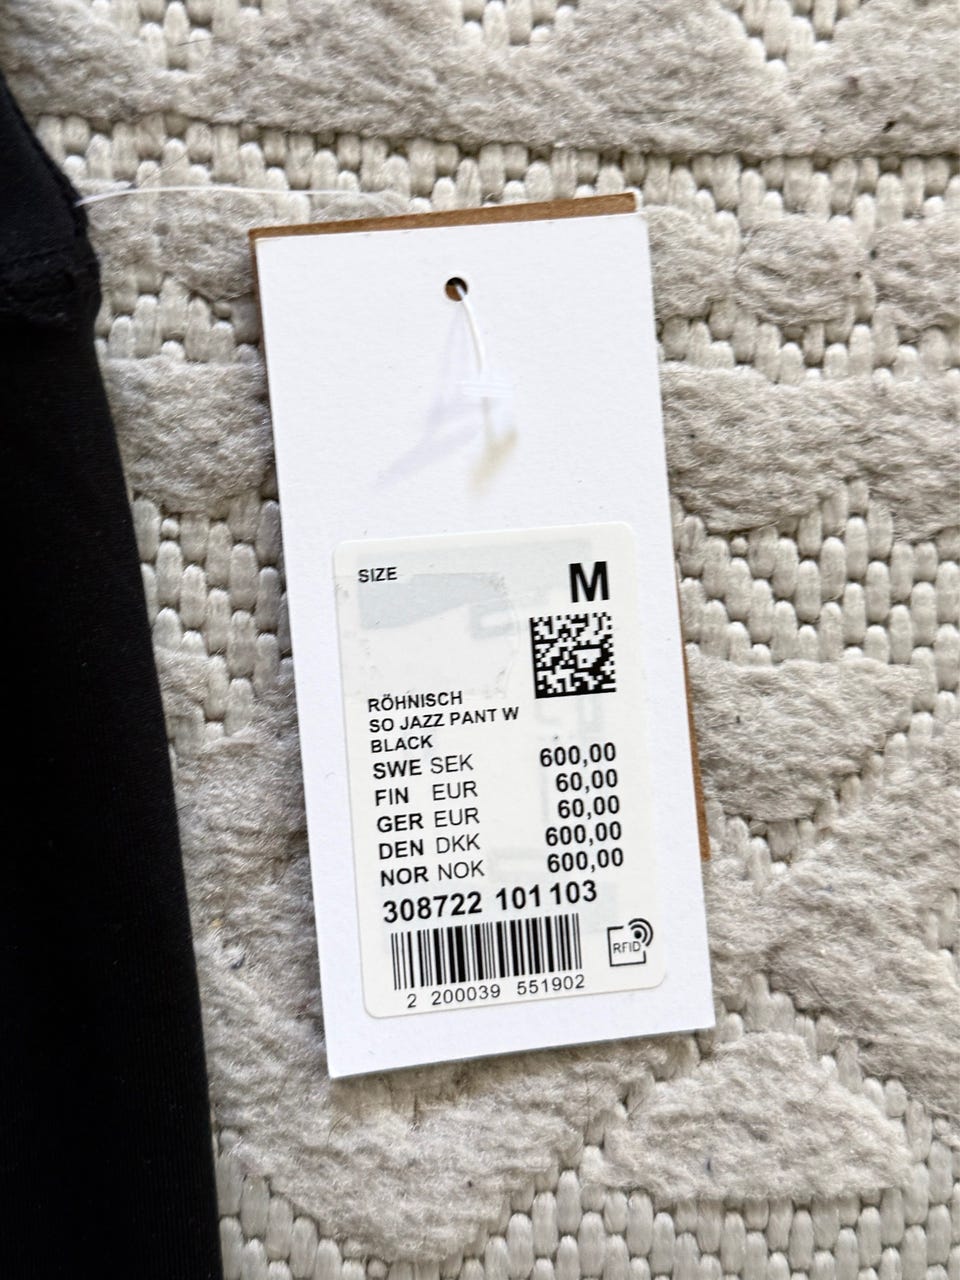 SIZE M
RÖHNISCH
SO JAZZ PANT W
BLACK
SWE SEK 600,00
FIN EUR 60,00
GER EUR 60,00
DEN DKK 600,00
NOR NOK 600,00
308722 101 103
RFID
2 200039 551902